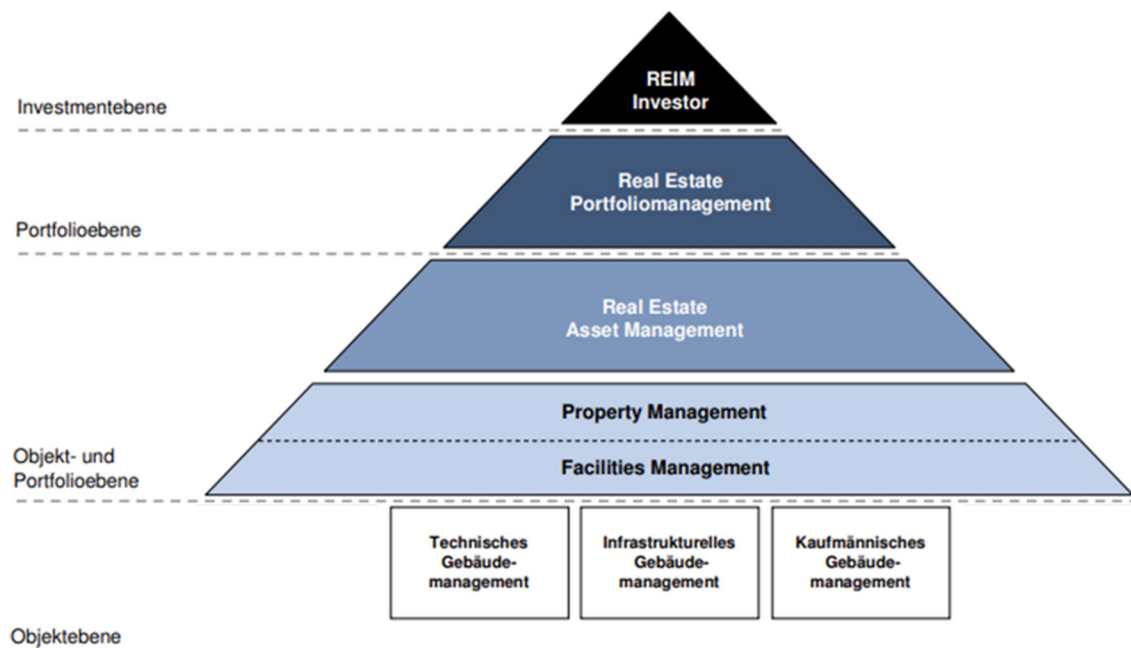 REIM
Investor
Investmentebene
Real Estate
Portfoliomanagement
Portfolioebene
Real Estate
Asset Management
Property Management
Objekt- und
Portfolioebene
Facilities Management
Technisches
Gebäude-
management
Infrastrukturelles
Gebäude-
management
Kaufmännisches
Gebäude-
management
Objektebene